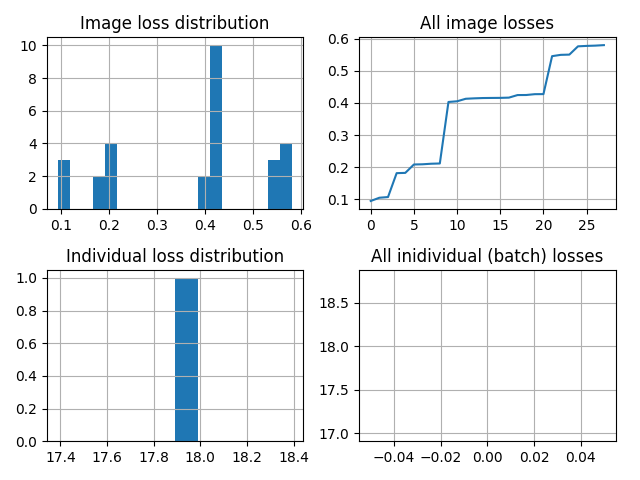 Image loss distribution
10
8
6
4
2
0
0.1 0.2 0.3 0.4 0.5 0.6
All image losses
0.6
0.5
0.4
0.3
0.2
0.1
0 5 10 15 20 25
Individual loss distribution
1.0
0.8
0.6
0.4
0.2
0.0
17.4 17.6 17.8 18.0 18.2 18.4
All inidividual (batch) losses
18.5
18.0
17.5
17.0
−0.04 −0.02 0.00 0.02 0.04